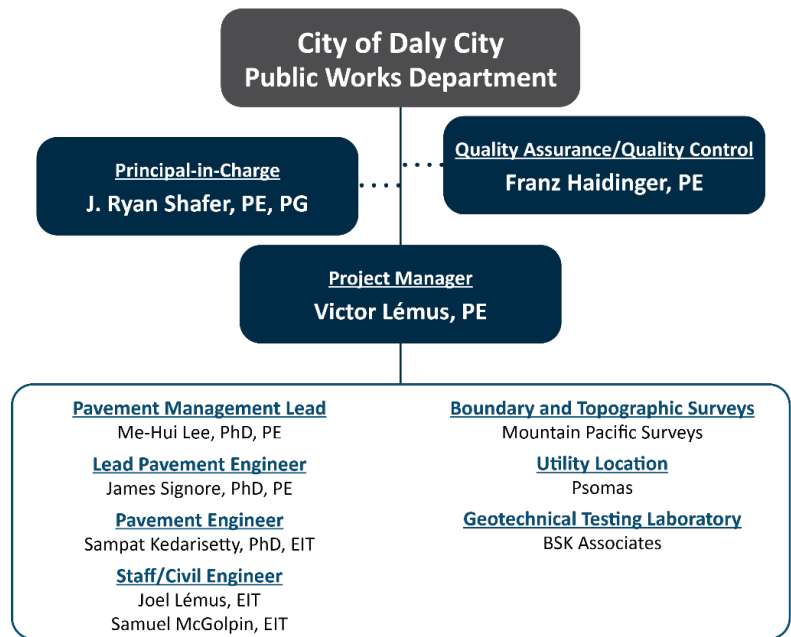 City of Daly City
Public Works Department
Principal-in-Charge
J. Ryan Shafer, PE, PG
Quality Assurance/Quality Control
Franz Haidinger, PE
Project Manager
Victor Lémus, PE
Pavement Management Lead
Me-Hui Lee, PhD, PE
Lead Pavement Engineer
James Signore, PhD, PE
Pavement Engineer
Sampat Kedarisetty, PhD, EIT
Staff/Civil Engineer
Joel Lémus, EIT
Samuel McGolpin, EIT
Boundary and Topographic Surveys
Mountain Pacific Surveys
Utility Location
Psomas
Geotechnical Testing Laboratory
BSK Associates